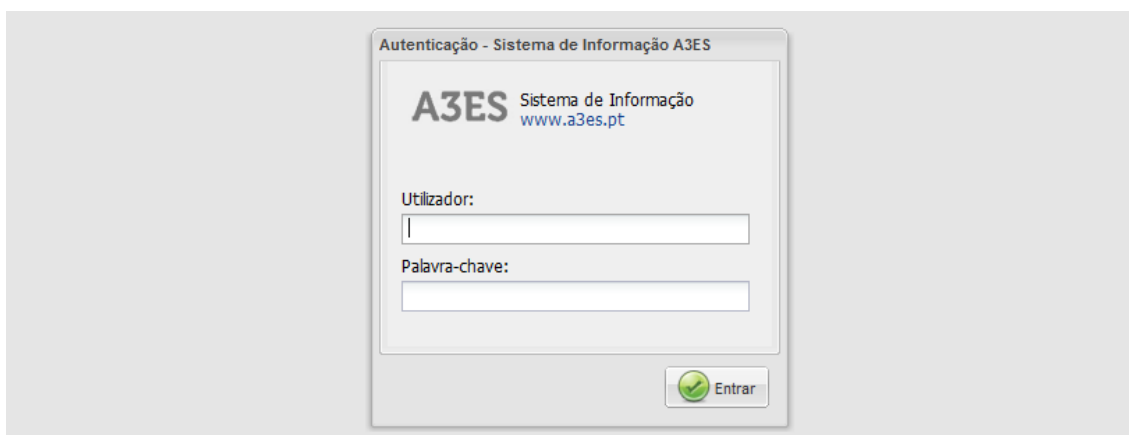 Autenticação - Sistema de Informação A3ES
A3ES
Sistema de Informação
www.a3es.pt
Utilizador:
Palavra-chave:
Entrar